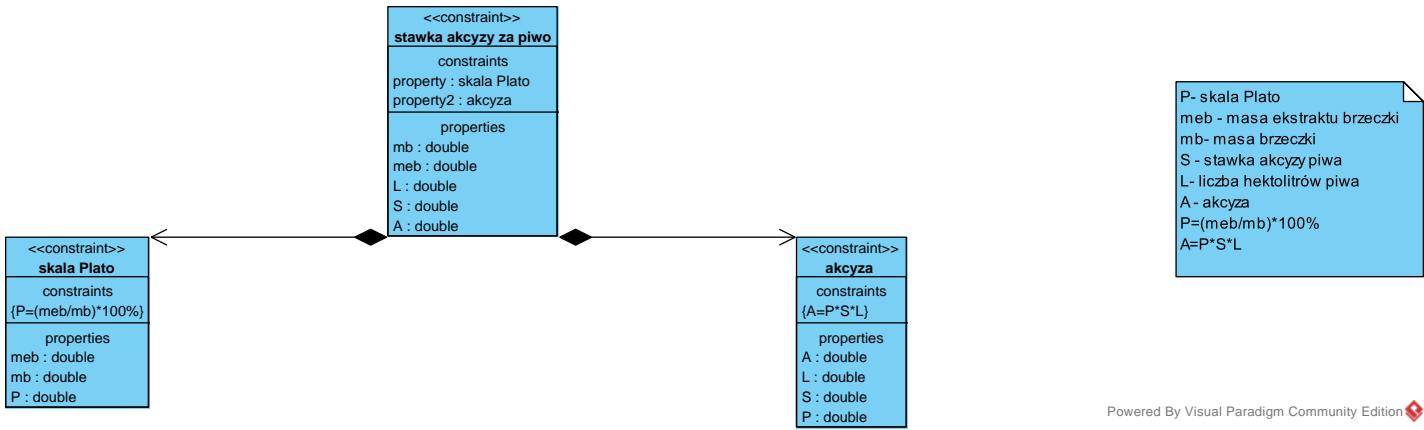 <<constraint>>
stawka akcyzy za piwo
constraints
property : skala Plato
property2 : akcyza
properties
mb : double
meb : double
L : double
S : double
A : double
<<constraint>>
skala Plato
constraints
{P=(meb/mb)*100%}
properties
meb : double
mb : double
P : double
<<constraint>>
akcyza
constraints
{A=P*S*L}
properties
A : double
L : double
S : double
P : double
P- skala Plato
meb - masa ekstraktu brzeczki
mb- masa brzeczki
S - stawka akcyzy piwa
L- liczba hektolitrów piwa
A - akcyza
P=(meb/mb)*100%
A=P*S*L
Powered By Visual Paradigm Community Edition